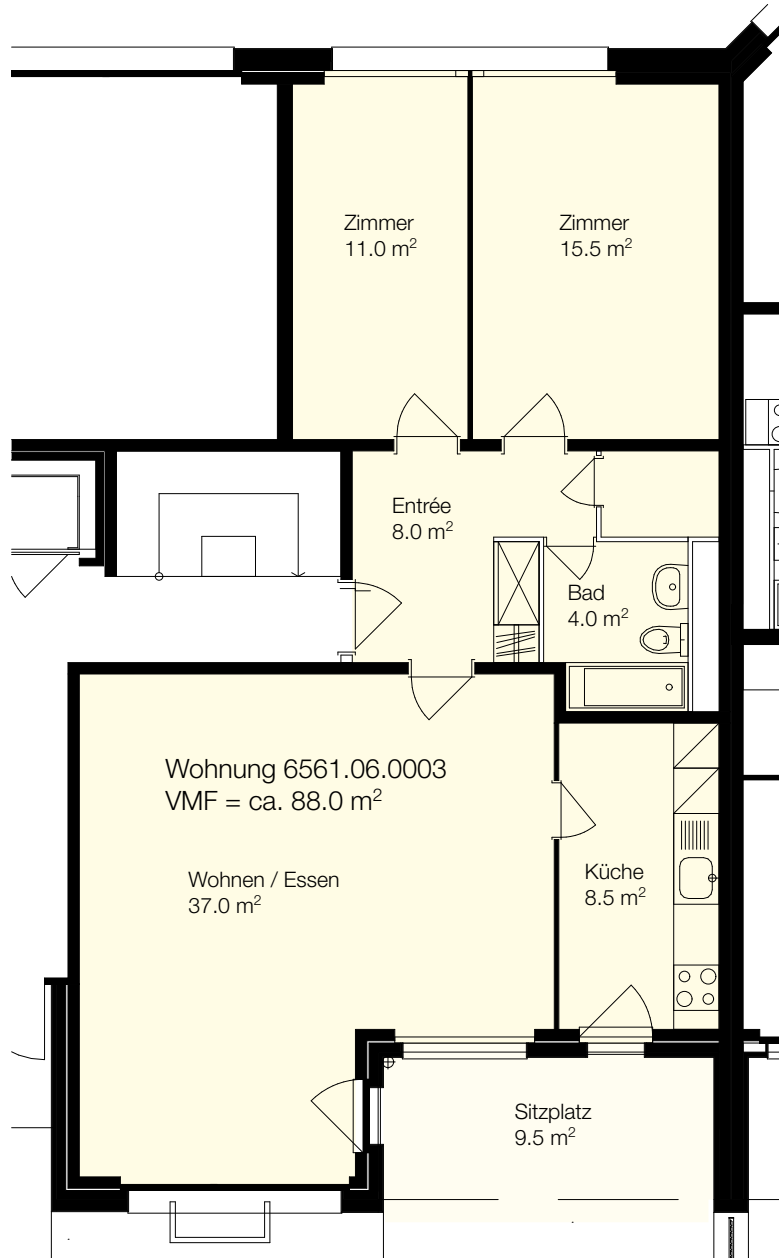 Zimmer
11.0 m²
Zimmer
15.5 m²
Entrée
8.0 m²
Bad
4.0 m²
Wohnung 6561.06.0003
VMF = ca. 88.0 m²
Wohnen / Essen
37.0 m²
Küche
8.5 m²
Sitzplatz
9.5 m²